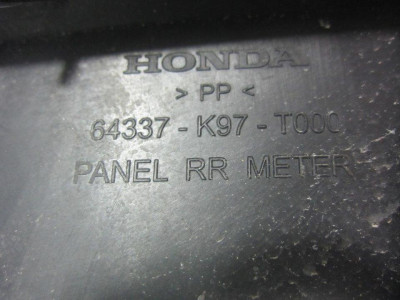 HONDA
> PP <
64337 - K97 - T000
PANEL RR METER